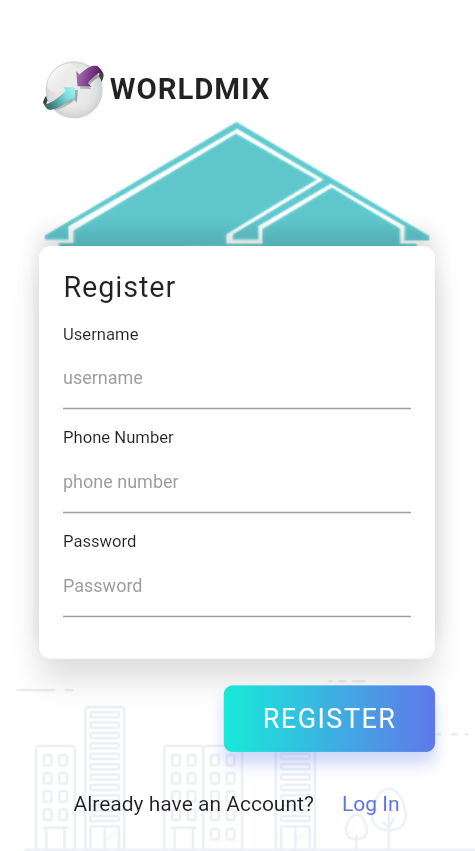 WORLDMIX
Register
Username
username
Phone Number
phone number
Password
Password
REGISTER
Already have an Account? Log In